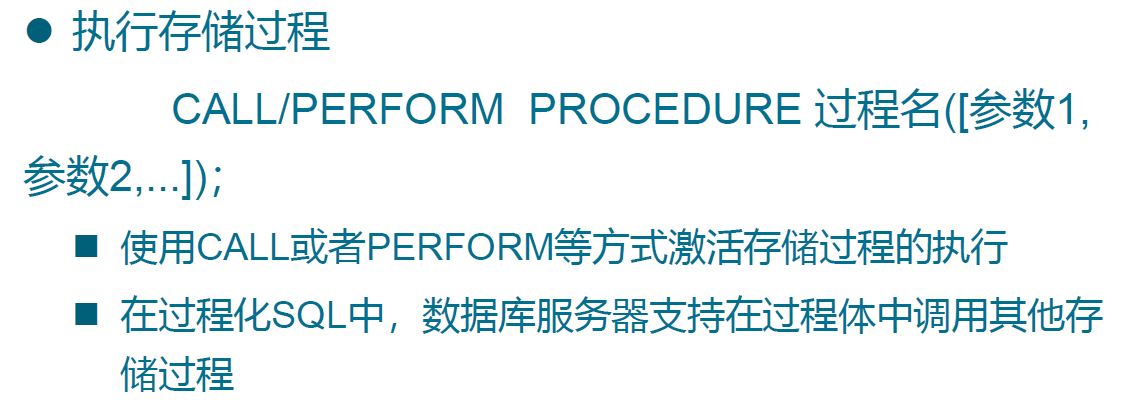 ● 执行存储过程
CALL/PERFORM PROCEDURE 过程名([参数1,
参数2,...]);
■ 使用CALL或者PERFORM等方式激活存储过程的执行
■ 在过程化SQL中，数据库服务器支持在过程体中调用其他存
储过程